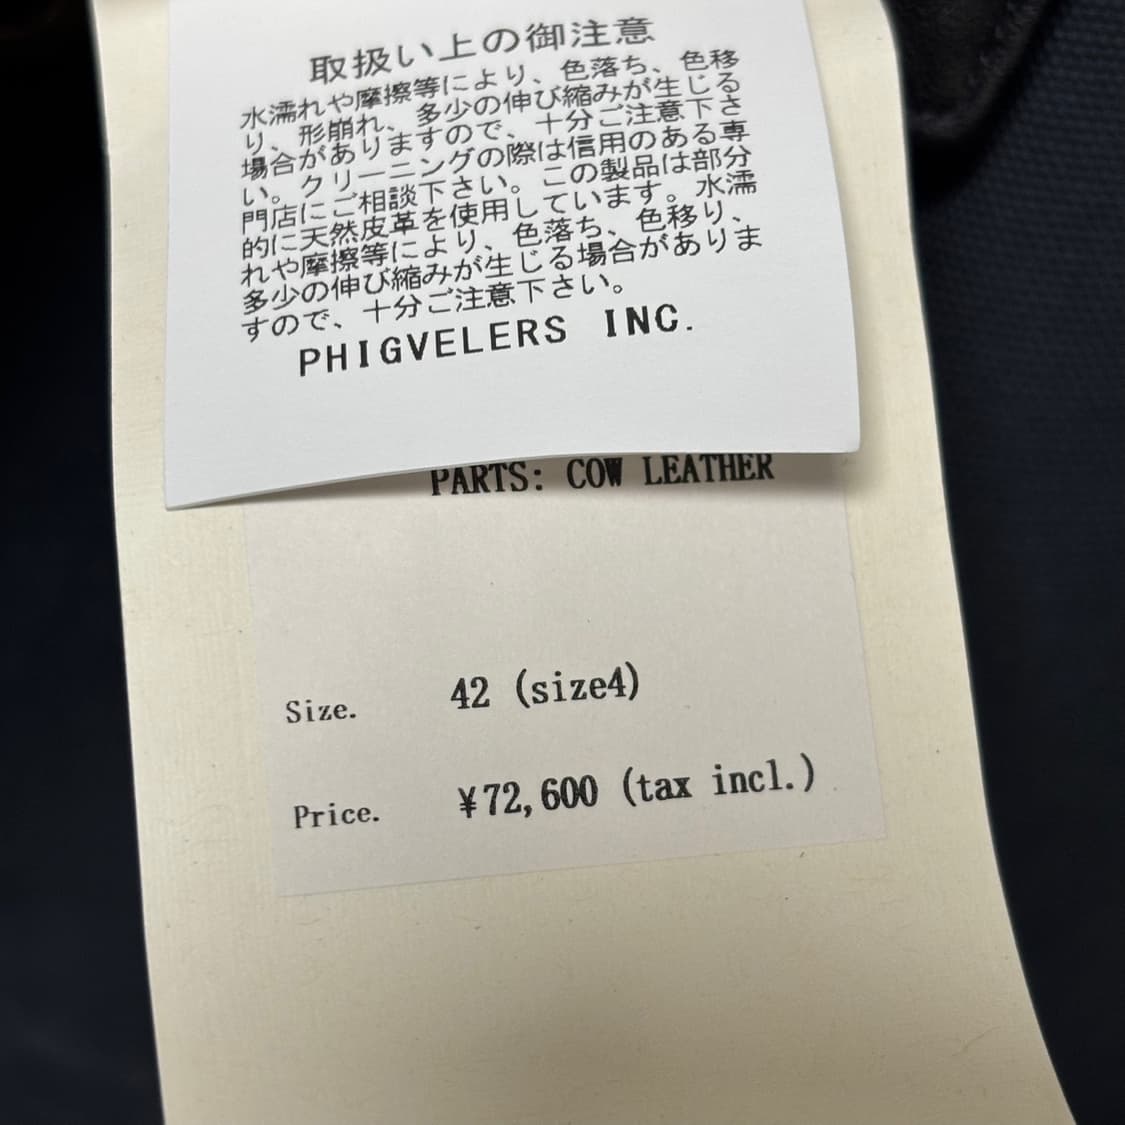 取扱い上の御注意
水濡れや摩擦等により、色落ち、色移
り、形崩れ、多少の伸び縮みが生じる
場合がありますので、十分ご注意下さ
い。クリーニングの際は信用のある専
門店にご相談下さい。この製品は部分
的に天然皮革を使用しています。水濡
れや摩擦等により、色落ち、色移り、
多少の伸び縮みが生じる場合がありま
すので、十分ご注意下さい。
PHIGVELERS INC.
PARTS: COW LEATHER
Size. 42 (size4)
Price. ¥72,600 (tax incl.)